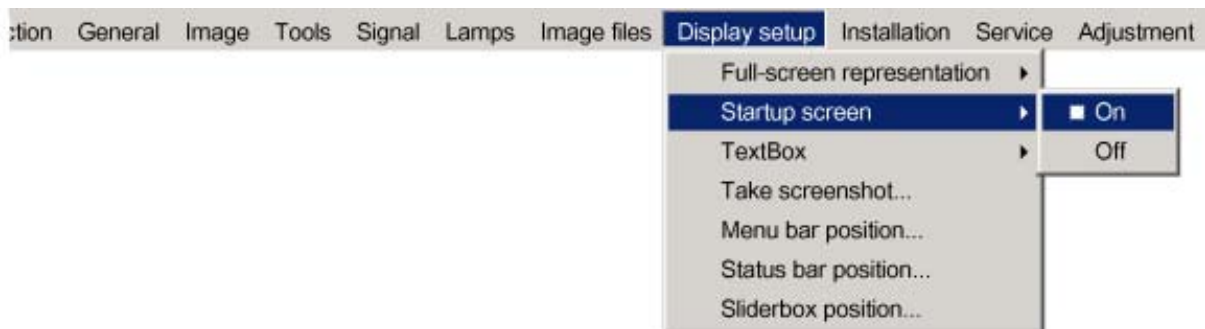 ction General Image Tools Signal Lamps Image files Display setup Installation Service Adjustment
Full-screen representation
Startup screen On
TextBox Off
Take screenshot...
Menu bar position...
Status bar position...
Sliderbox position...